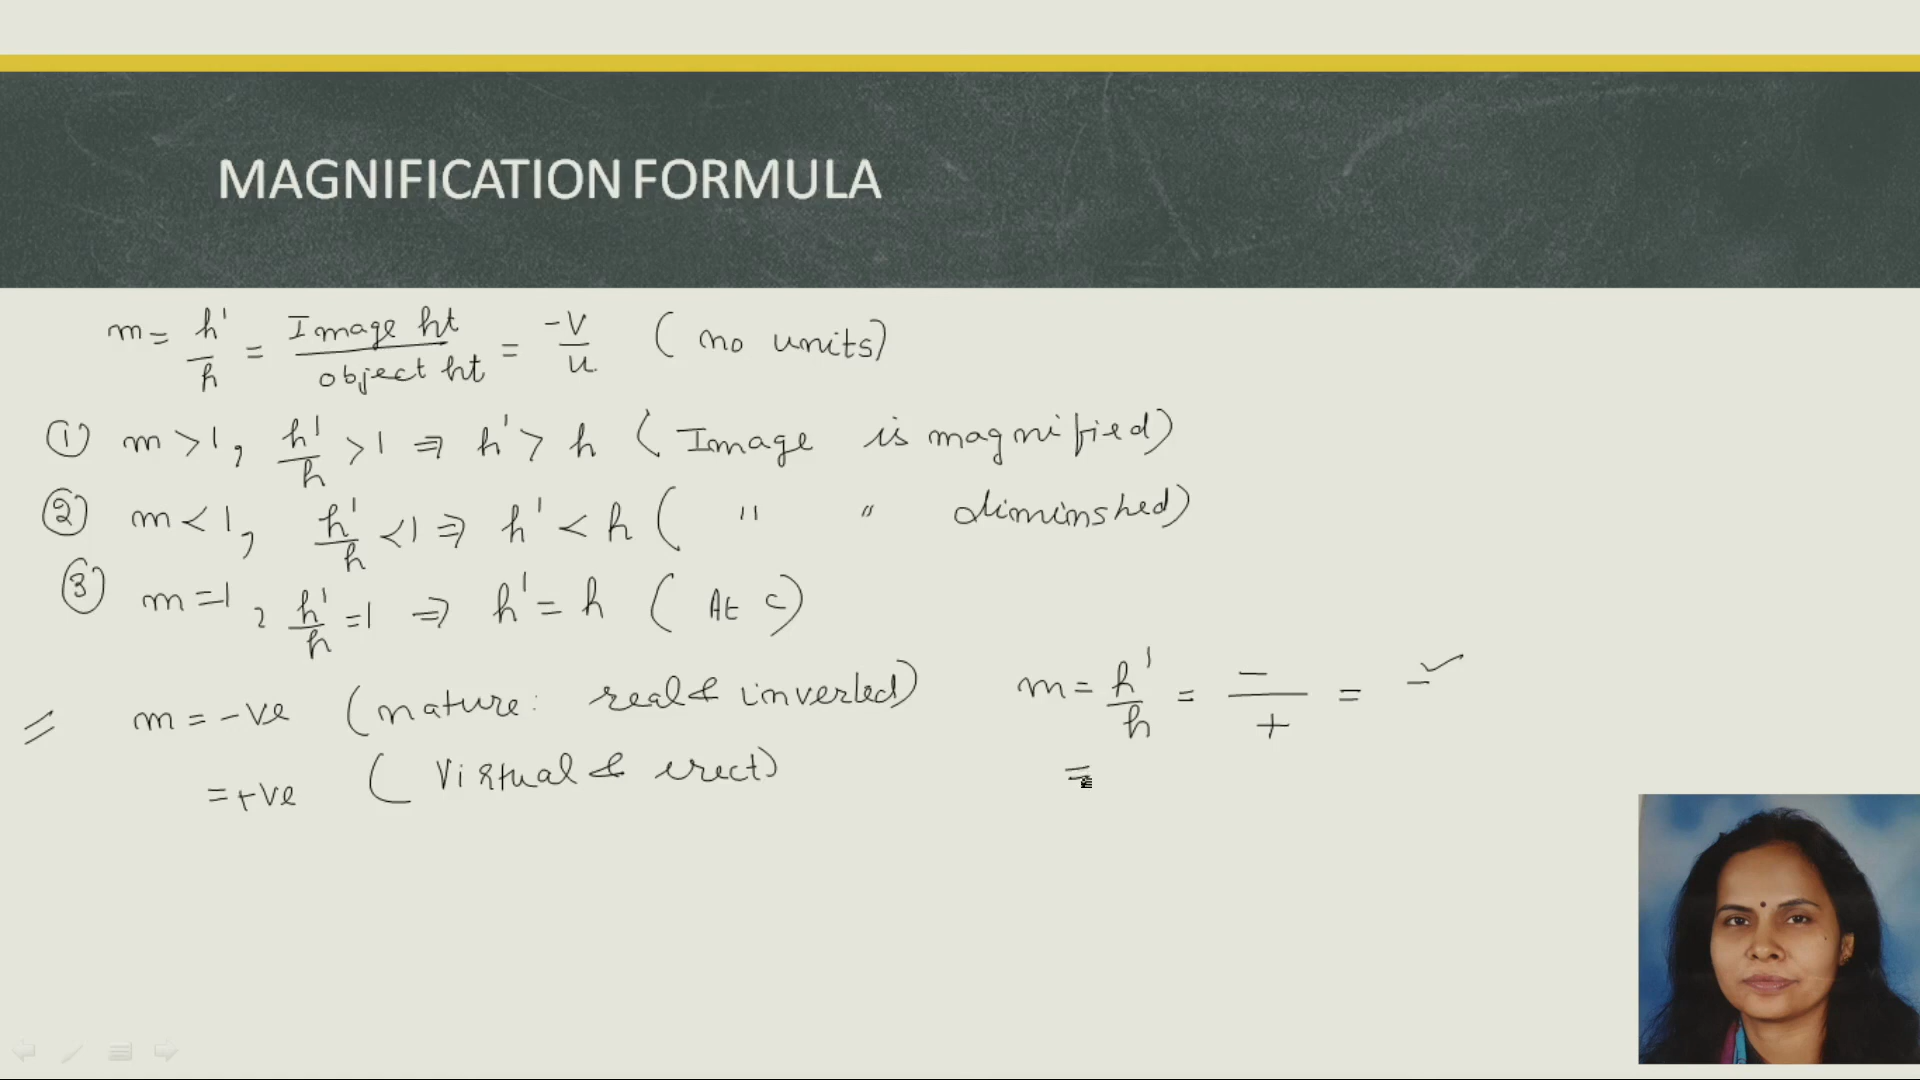 MAGNIFICATION FORMULA
m = h'/h = Image ht/object ht = -v/u (no units)
① m > 1, h'/h > 1 ⇒ h' > h (Image is magnified)
② m < 1, h'/h < 1 ⇒ h' < h ( " " diminshed)
③ m = 1, h'/h = 1 ⇒ h' = h (At C)
m = -ve (nature: real & inverted) m = h'/h = -/+ = - ✓
= +ve (Virtual & erect) =